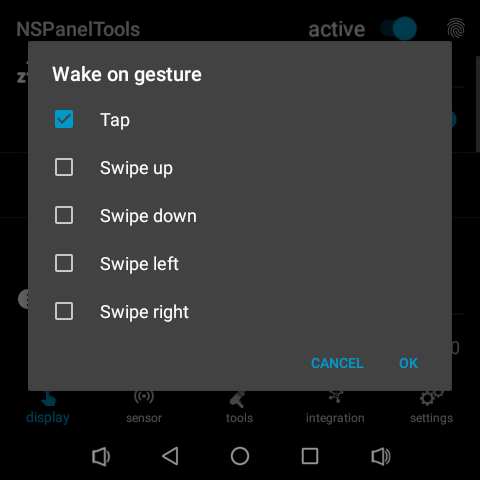 NSPanelTools active
Wake on gesture
Tap
Swipe up
Swipe down
Swipe left
Swipe right
CANCEL OK
display sensor tools integration settings